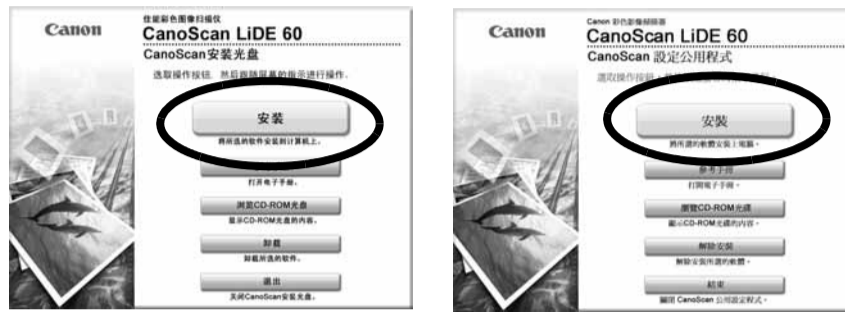 Canon
佳能彩色图像扫描仪
CanoScan LiDE 60
CanoScan安装光盘
选取操作按钮，然后跟随屏幕的指示进行操作.
安装
将所选的软件安装到计算机上。
打开电子手册。
浏览CD-ROM光盘
显示CD-ROM光盘的内容。
卸载
卸载所选的软件。
退出
关闭CanoScan安装光盘。
Canon
Canon 彩色影像掃描器
CanoScan LiDE 60
CanoScan 設定公用程式
選取操作按鈕
安裝
將所選的軟體安裝上電腦。
參考手冊
打開電子手冊。
瀏覽CD-ROM光碟
顯示CD-ROM光碟的內容。
解除安裝
解除安裝所選的軟體。
結束
關閉 CanoScan 公用設定程式。